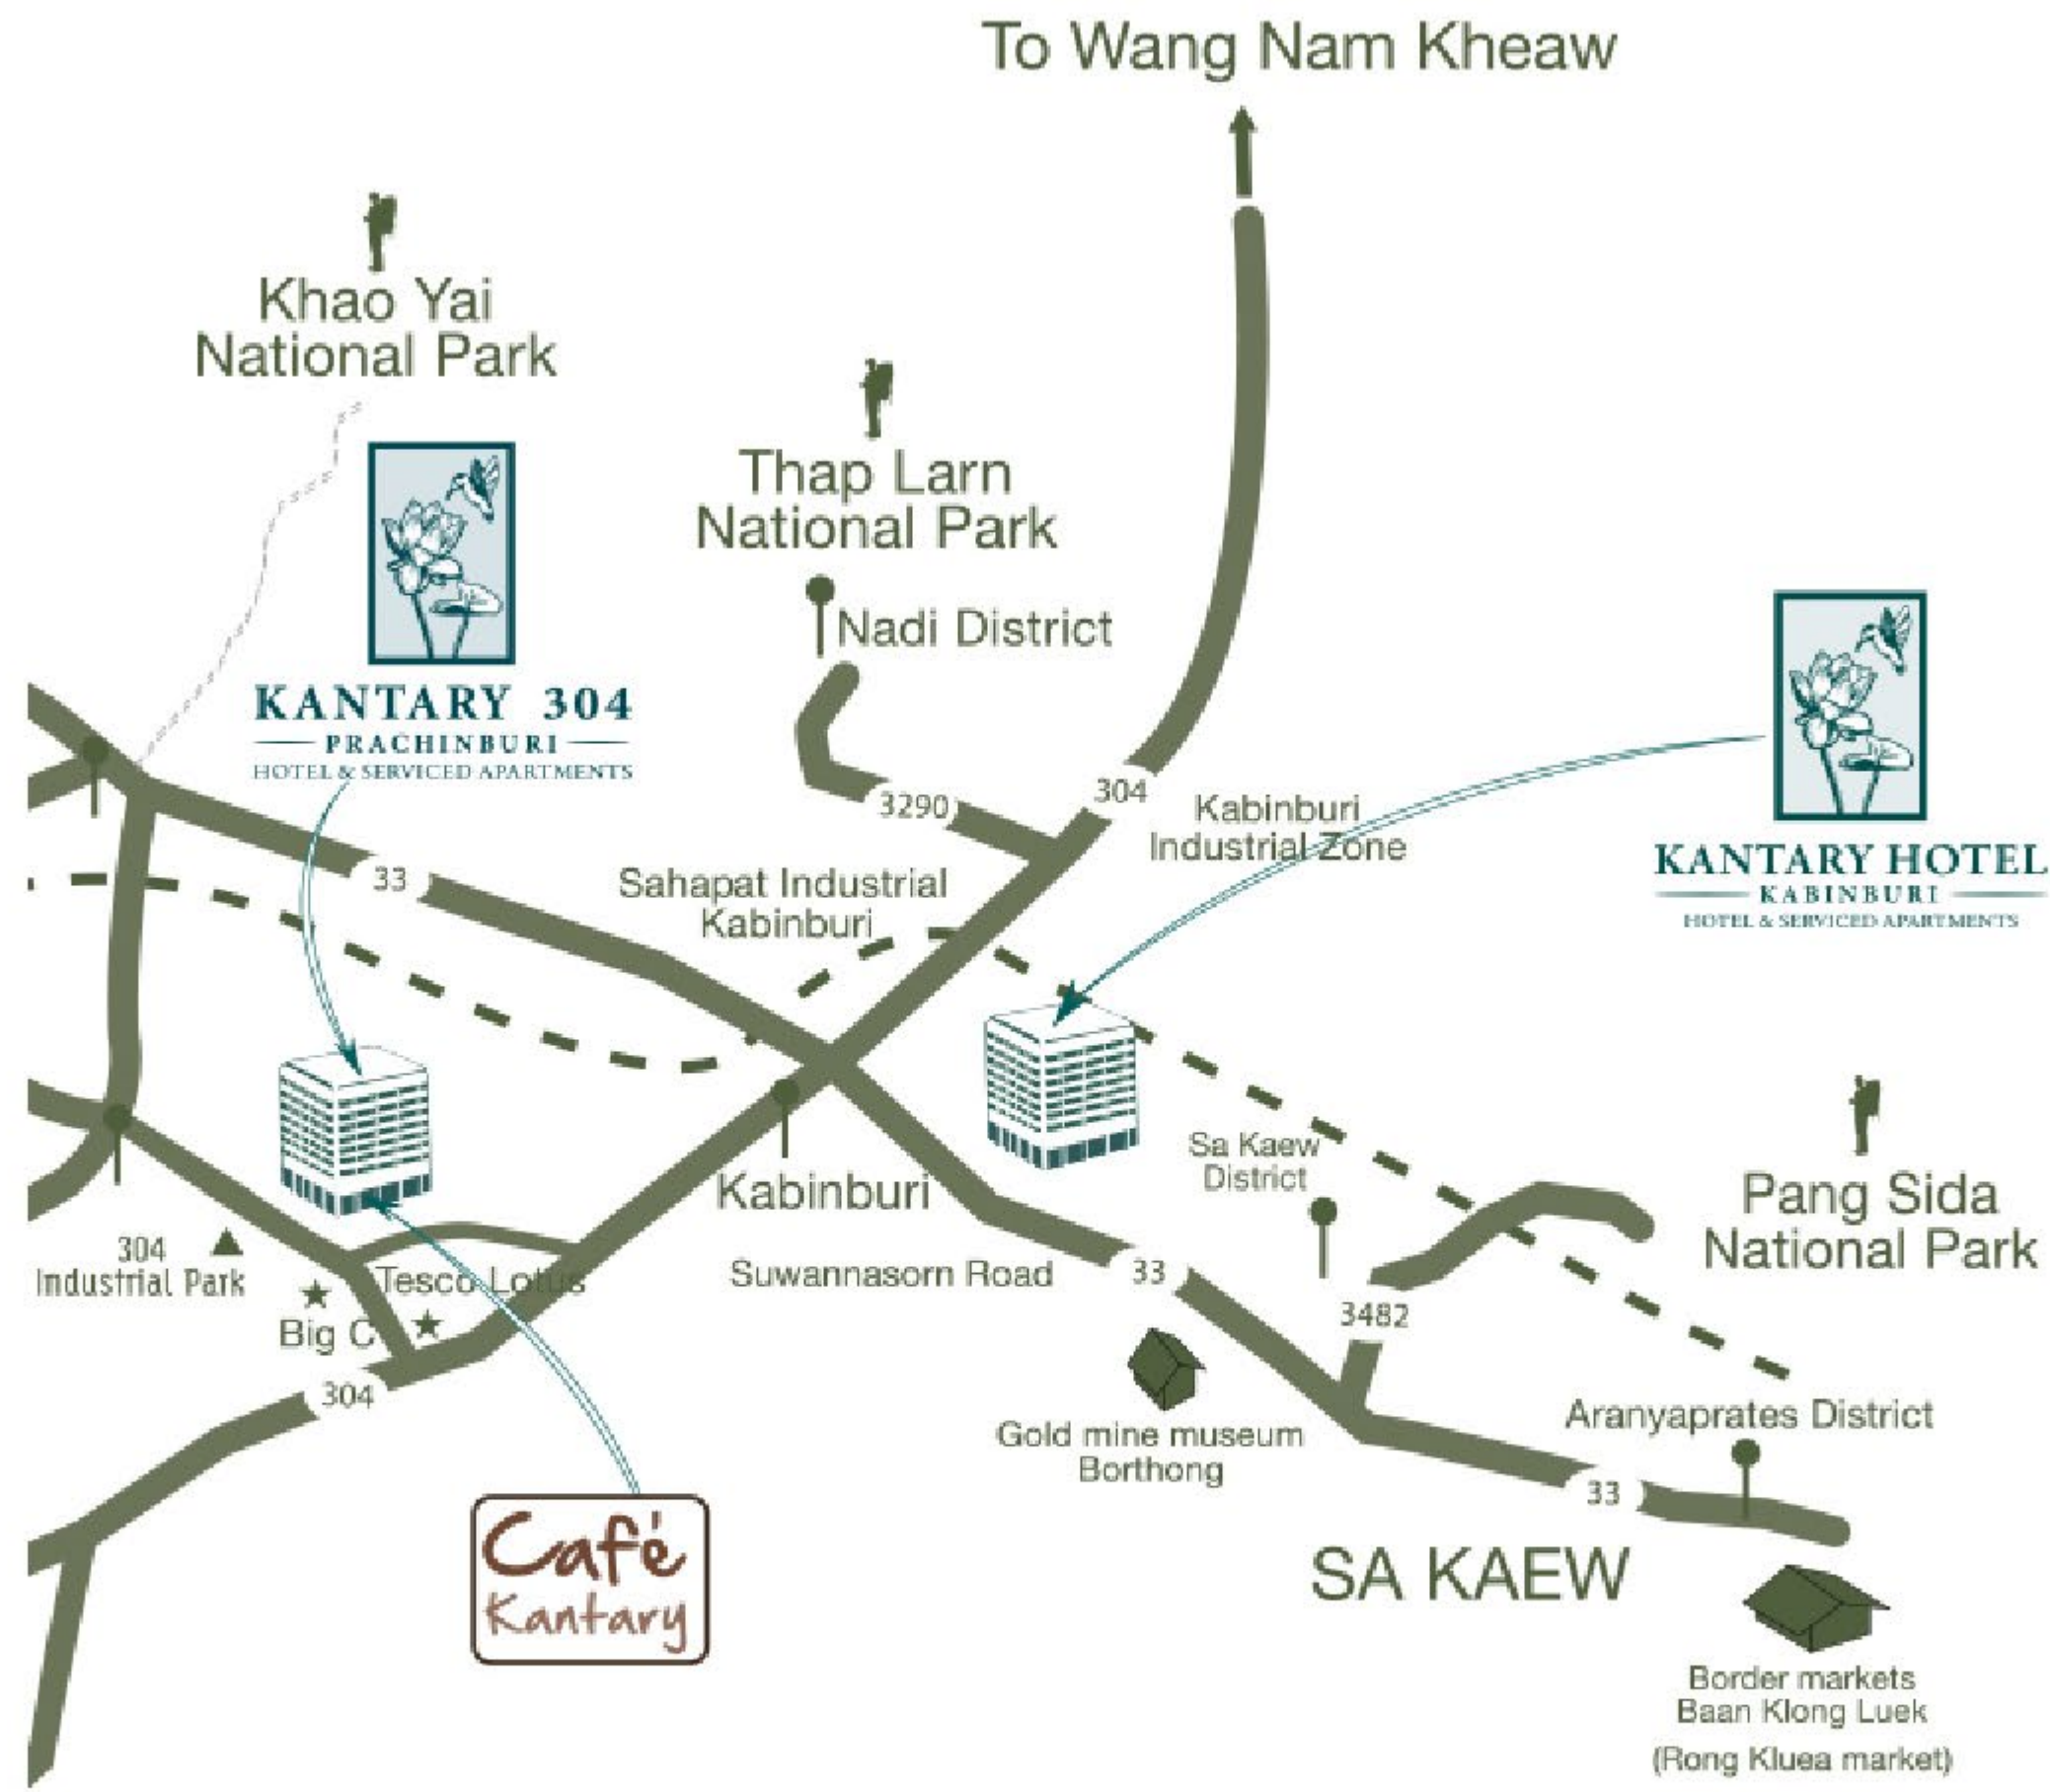 To Wang Nam Kheaw
Khao Yai
National Park
Thap Larn
National Park
Nadi District
KANTARY 304
PRACHINBURI
HOTEL & SERVICED APARTMENTS
3290
304
Kabinburi
Industrial Zone
KANTARY HOTEL
KABINBURI
HOTEL & SERVICED APARTMENTS
33
Sahapat Industrial
Kabinburi
Sa Kaew
District
Kabinburi
Pang Sida
National Park
304
Industrial Park
Tesco Lotus
Suwannasorn Road
33
Big C
3482
304
Gold mine museum
Borthong
Aranyaprates District
33
Café
Kantary
SA KAEW
Border markets
Baan Klong Luek
(Rong Kluea market)